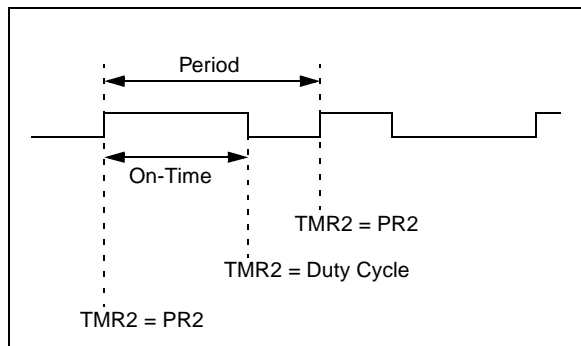 Period
On-Time
TMR2 = PR2
TMR2 = Duty Cycle
TMR2 = PR2